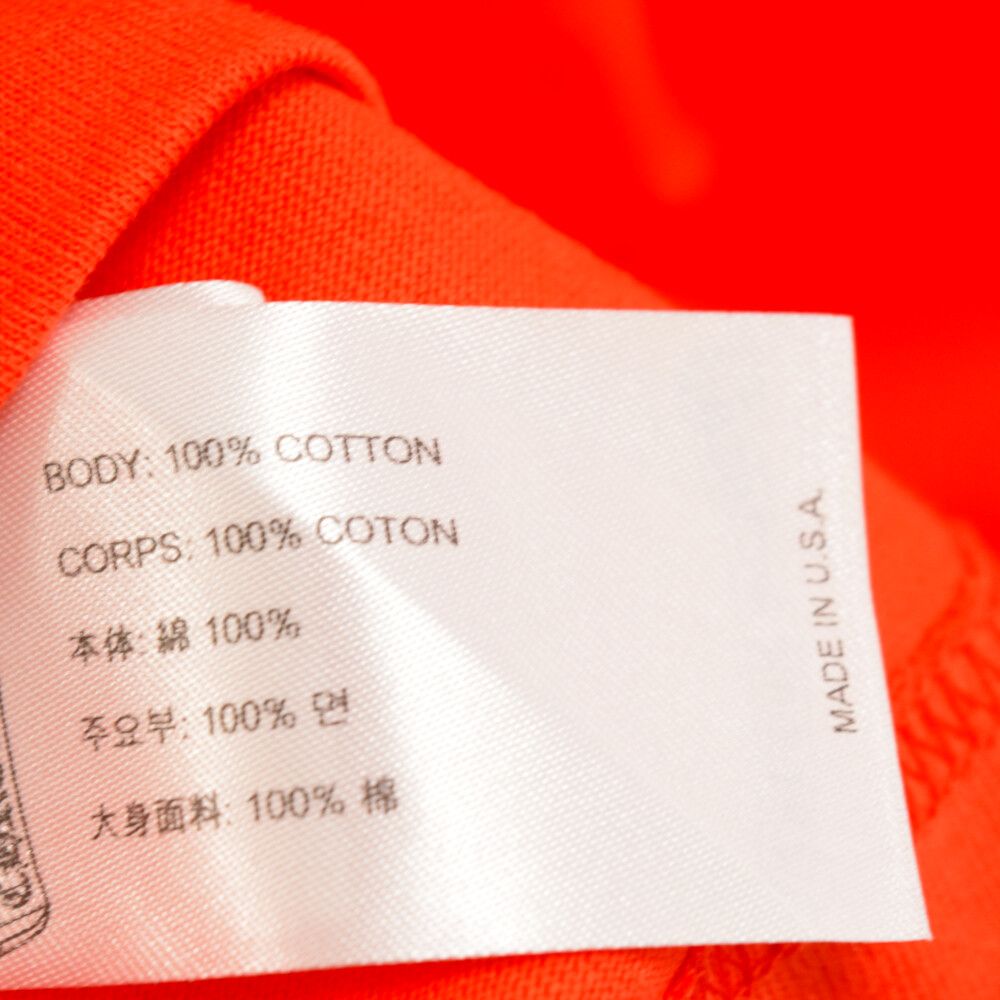 BODY: 100% COTTON
CORPS: 100% COTON
本体: 綿 100%
주요부: 100% 면
大身面料: 100% 棉
MADE IN U.S.A.